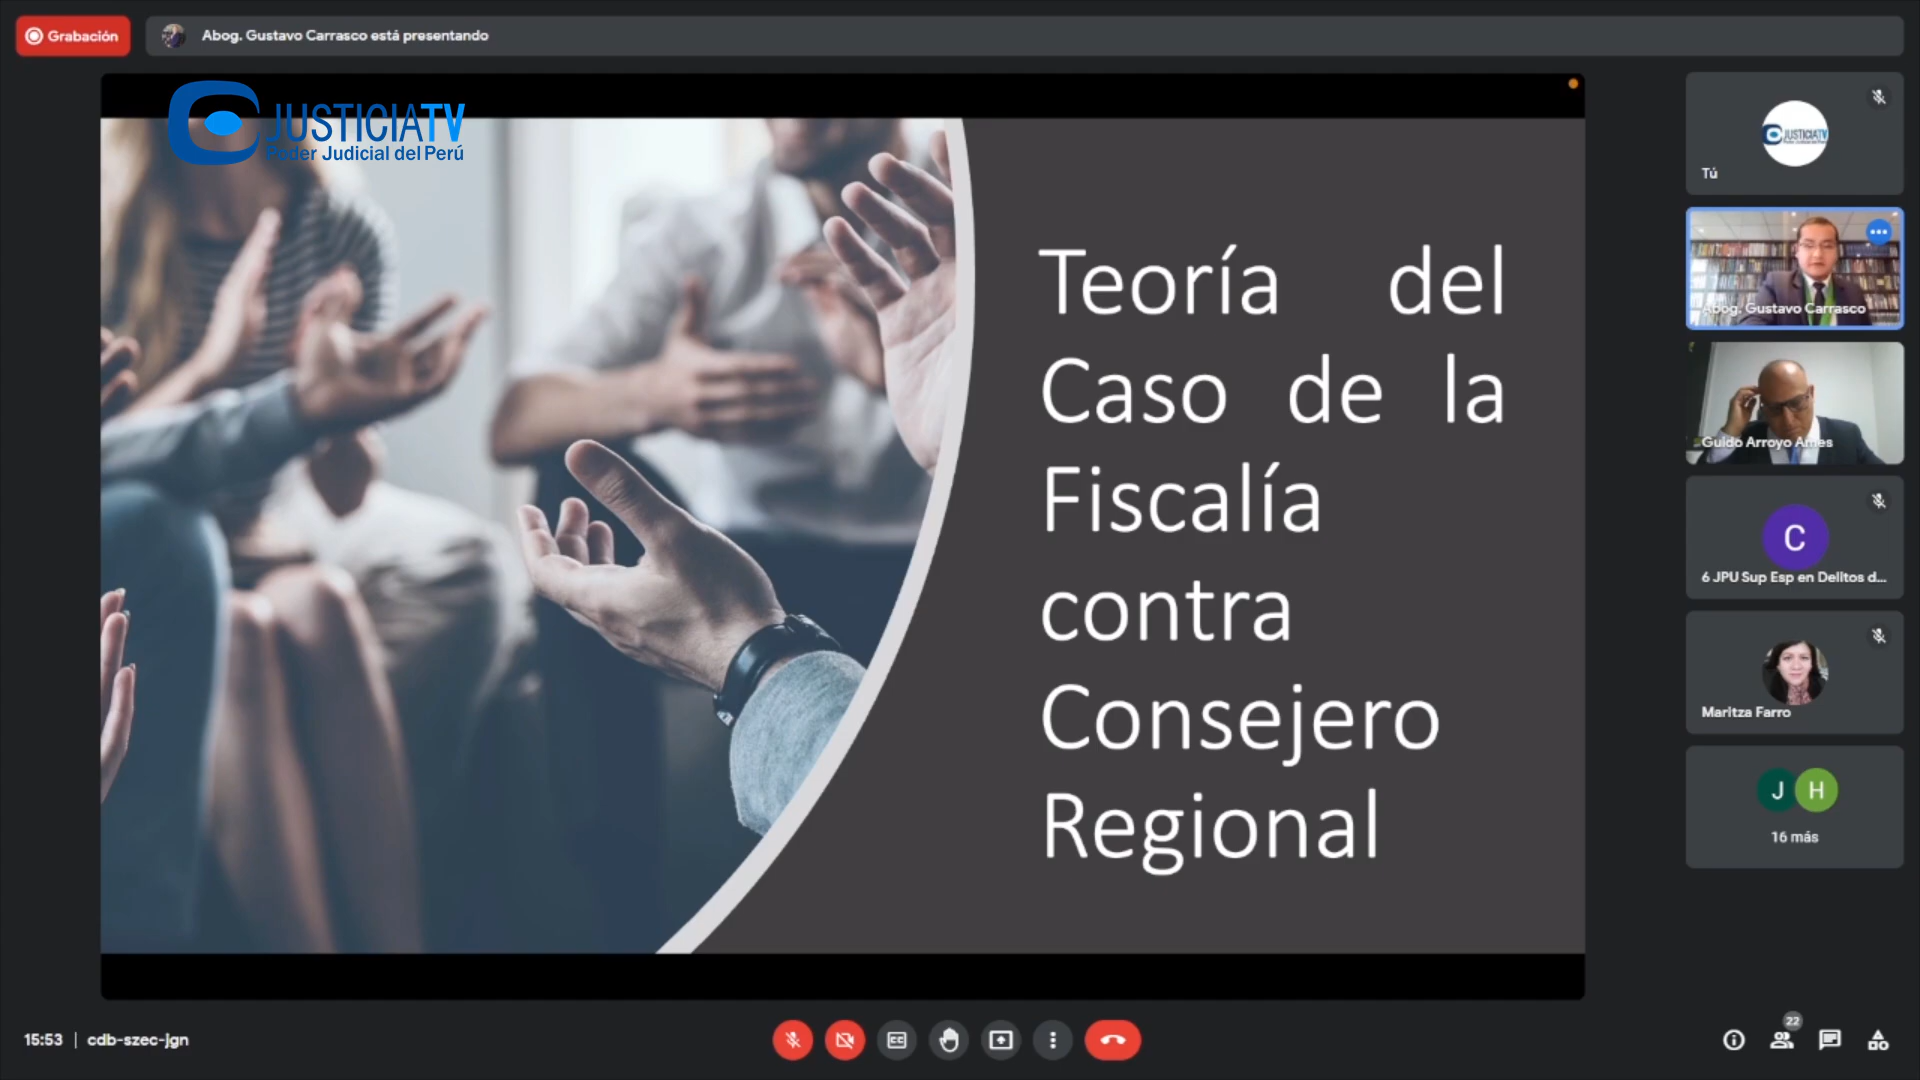 Grabación
Abog. Gustavo Carrasco está presentando
JUSTICIATV
Poder Judicial del Perú
Teoría del
Caso de la
Fiscalía
contra
Consejero
Regional
JUSTICIATV
Tú
Abog. Gustavo Carrasco
Guido Arroyo Ames
C
6 JPU Sup Esp en Delitos d...
Maritza Farro
J H
16 más
15:53 | cdb-szec-jgn
CC
22